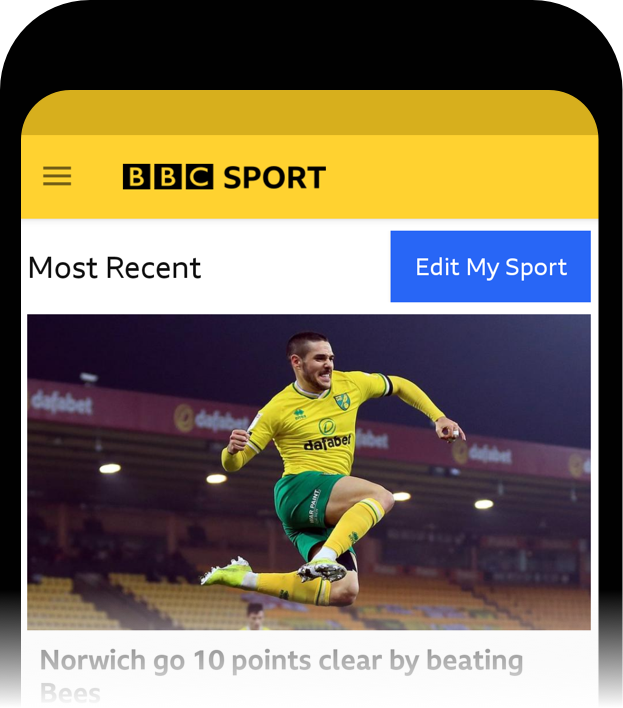 BBC SPORT
Most Recent
Edit My Sport
dafabet
dafabet
dafabet
dafabet
dafabet
Norwich go 10 points clear by beating
Bees